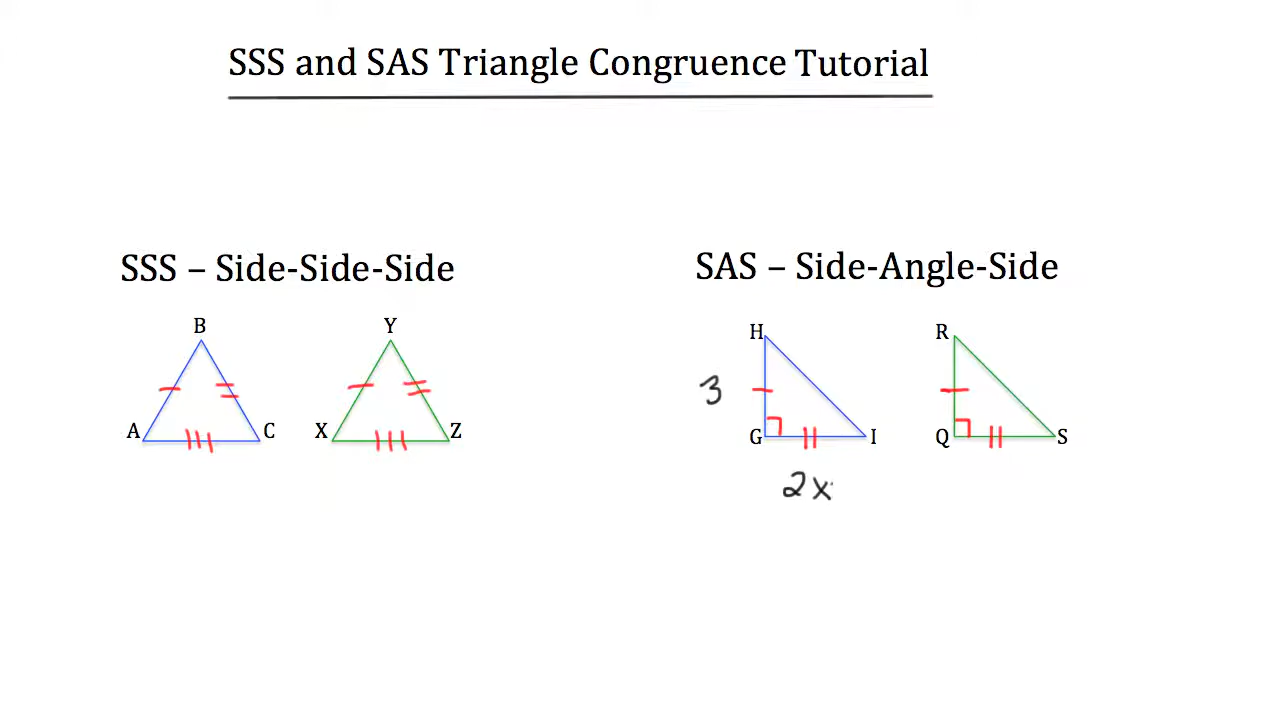 SSS and SAS Triangle Congruence Tutorial
SSS – Side-Side-Side
B
Y
A
C
X
Z
SAS – Side-Angle-Side
H
R
3
G
I
Q
S
2x